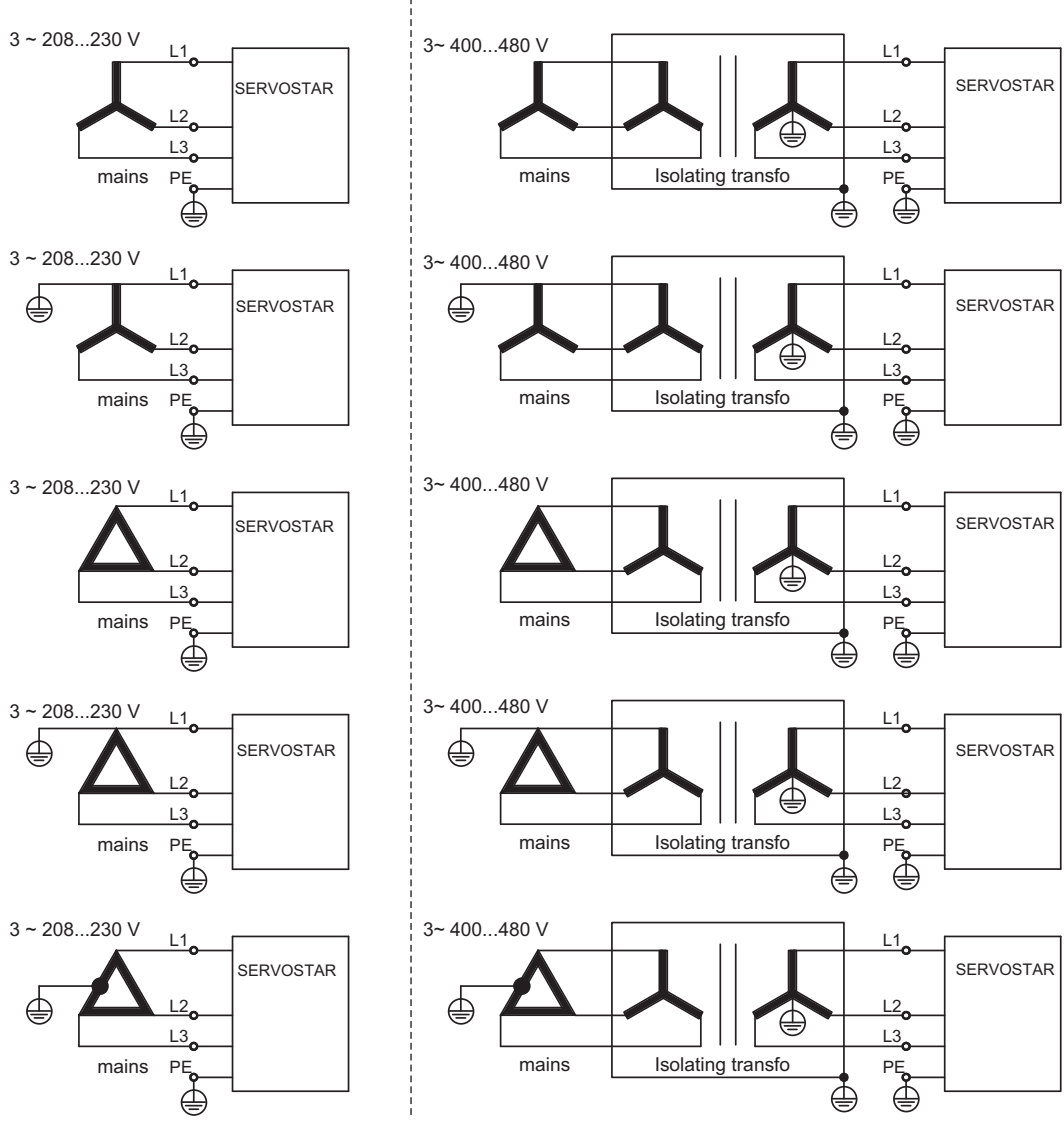 3 ~ 208...230 V
L1
SERVOSTAR
L2
L3
mains
PE
3~ 400...480 V
L1
SERVOSTAR
L2
L3
mains
Isolating transfo
PE
3 ~ 208...230 V
L1
SERVOSTAR
L2
L3
mains
PE
3~ 400...480 V
L1
SERVOSTAR
L2
L3
mains
Isolating transfo
PE
3 ~ 208...230 V
L1
SERVOSTAR
L2
L3
mains
PE
3~ 400...480 V
L1
SERVOSTAR
L2
L3
mains
Isolating transfo
PE
3 ~ 208...230 V
L1
SERVOSTAR
L2
L3
mains
PE
3~ 400...480 V
L1
SERVOSTAR
L2
L3
mains
Isolating transfo
PE
3 ~ 208...230 V
L1
SERVOSTAR
L2
L3
mains
PE
3~ 400...480 V
L1
SERVOSTAR
L2
L3
mains
Isolating transfo
PE